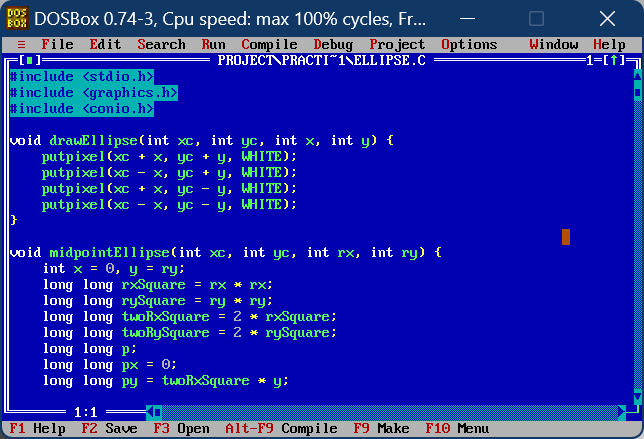 DOS
BOX
DOSBox 0.74-3, Cpu speed: max 100% cycles, Fr...
≡ File Edit Search Run Compile Debug Project Options Window Help
[■] PROJECT\PRACTI~1\ELLIPSE.C 1=[↑]
#include <stdio.h>
#include <graphics.h>
#include <conio.h>
void drawEllipse(int xc, int yc, int x, int y) {
    putpixel(xc + x, yc + y, WHITE);
    putpixel(xc - x, yc + y, WHITE);
    putpixel(xc + x, yc - y, WHITE);
    putpixel(xc - x, yc - y, WHITE);
}
void midpointEllipse(int xc, int yc, int rx, int ry) {
    int x = 0, y = ry;
    long long rxSquare = rx * rx;
    long long rySquare = ry * ry;
    long long twoRxSquare = 2 * rxSquare;
    long long twoRySquare = 2 * rySquare;
    long long p;
    long long px = 0;
    long long py = twoRxSquare * y;
1:1
F1 Help F2 Save F3 Open Alt-F9 Compile F9 Make F10 Menu